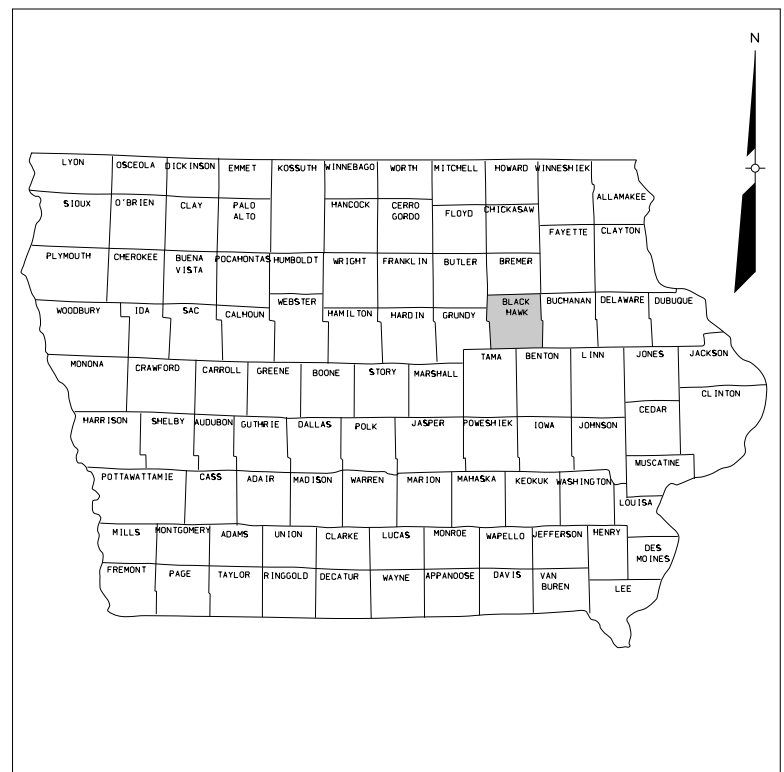 N
LYON OSCEOLA DICKINSON EMMET KOSSUTH WINNEBAGO WORTH MITCHELL HOWARD WINNESHIEK
ALLAMAKEE
SIOUX O'BRIEN CLAY PALO ALTO HANCOCK CERRO GORDO FLOYD CHICKASAW
FAYETTE CLAYTON
PLYMOUTH CHEROKEE BUENA VISTA POCAHONTAS HUMBOLDT WRIGHT FRANKLIN BUTLER BREMER
WOODBURY IDA SAC CALHOUN WEBSTER HAMILTON HARDIN GRUNDY BLACK HAWK BUCHANAN DELAWARE DUBUQUE
TAMA BENTON LINN JONES JACKSON
MONONA CRAWFORD CARROLL GREENE BOONE STORY MARSHALL
CLINTON
CEDAR
HARRISON SHELBY AUDUBON GUTHRIE DALLAS POLK JASPER POWESHIEK IOWA JOHNSON
MUSCATINE
POTTAWATTAMIE CASS ADAIR MADISON WARREN MARION MAHASKA KEOKUK WASHINGTON
LOUISA
MILLS MONTGOMERY ADAMS UNION CLARKE LUCAS MONROE WAPELLO JEFFERSON HENRY
DES MOINES
FREMONT PAGE TAYLOR RINGGOLD DECATUR WAYNE APPANOOSE DAVIS VAN BUREN
LEE